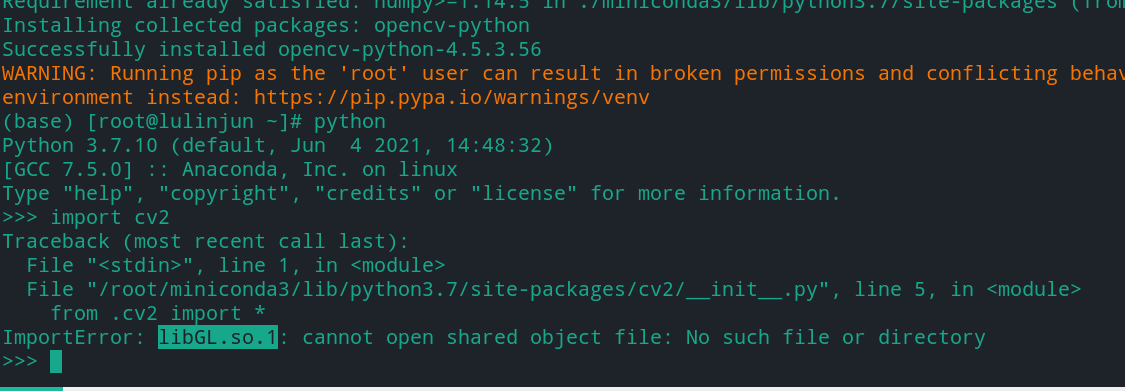 Requirement already satisfied: numpy>=1.14.5 in ./miniconda3/lib/python3.7/site-packages (from
Installing collected packages: opencv-python
Successfully installed opencv-python-4.5.3.56
WARNING: Running pip as the 'root' user can result in broken permissions and conflicting behav
environment instead: https://pip.pypa.io/warnings/venv
(base) [root@lulinjun ~]# python
Python 3.7.10 (default, Jun  4 2021, 14:48:32)
[GCC 7.5.0] :: Anaconda, Inc. on linux
Type "help", "copyright", "credits" or "license" for more information.
>>> import cv2
Traceback (most recent call last):
  File "<stdin>", line 1, in <module>
  File "/root/miniconda3/lib/python3.7/site-packages/cv2/__init__.py", line 5, in <module>
    from .cv2 import *
ImportError: libGL.so.1: cannot open shared object file: No such file or directory
>>>